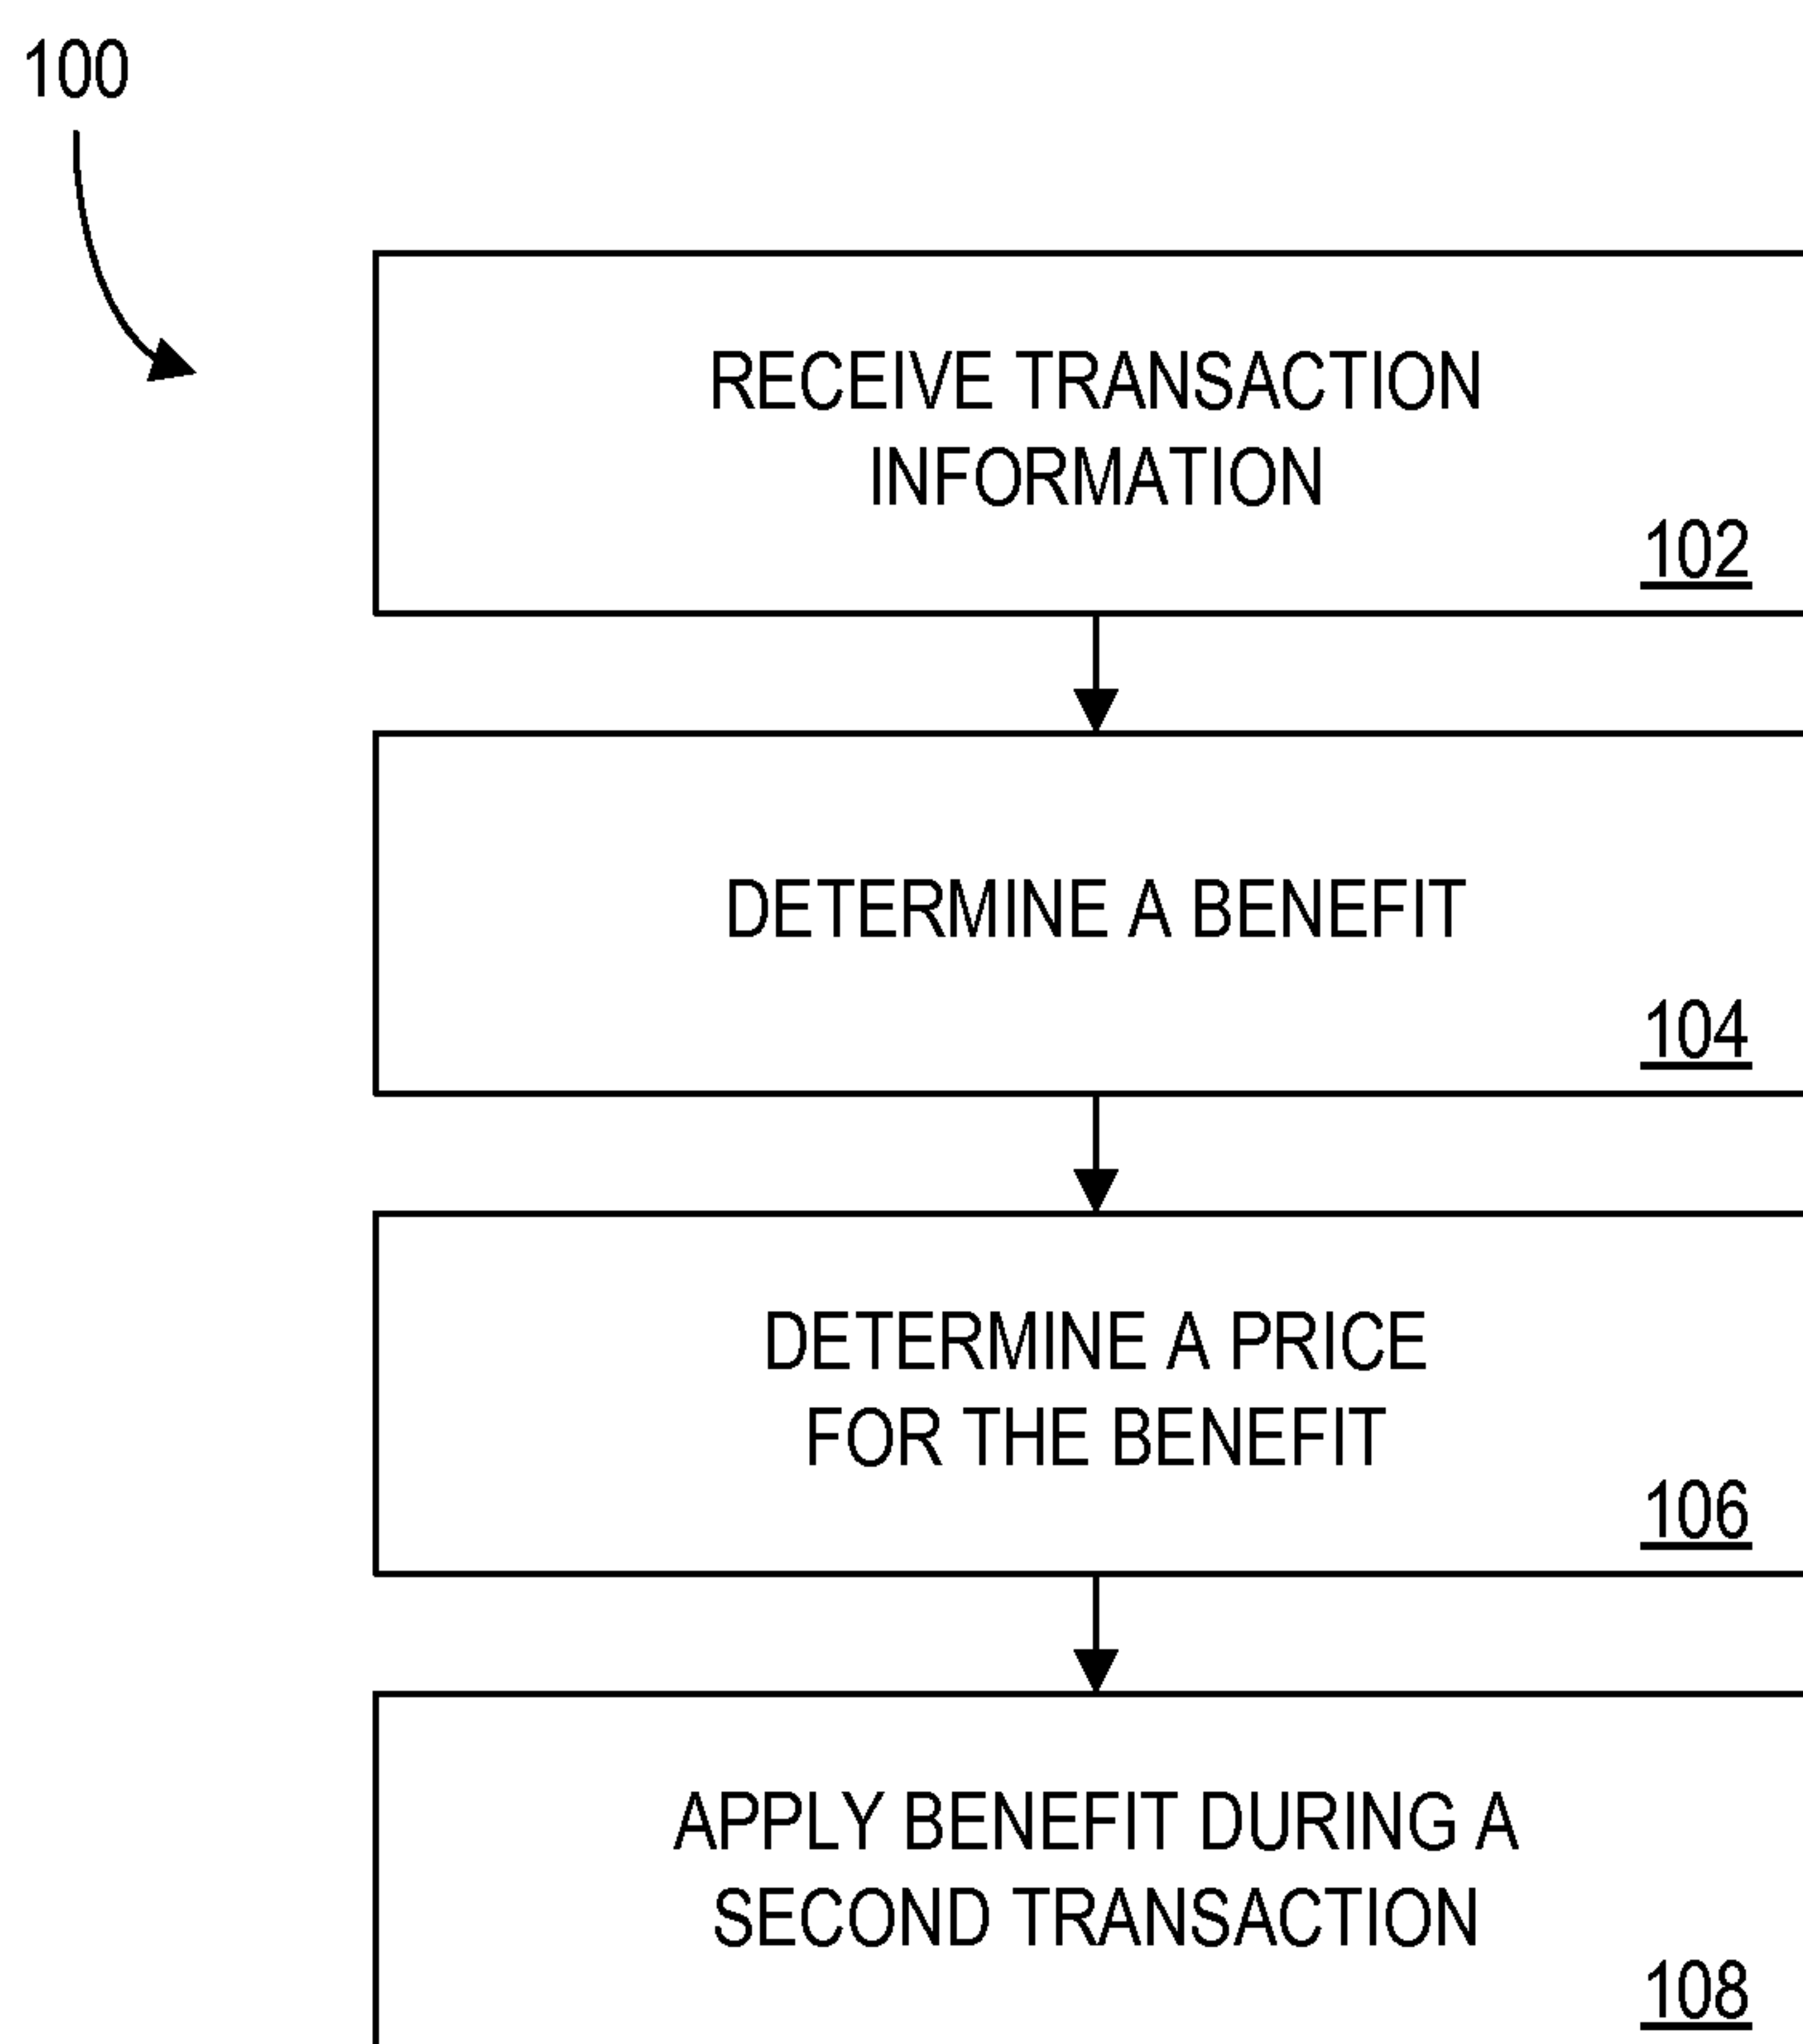 100
RECEIVE TRANSACTION
INFORMATION
102
DETERMINE A BENEFIT
104
DETERMINE A PRICE
FOR THE BENEFIT
106
APPLY BENEFIT DURING A
SECOND TRANSACTION
108